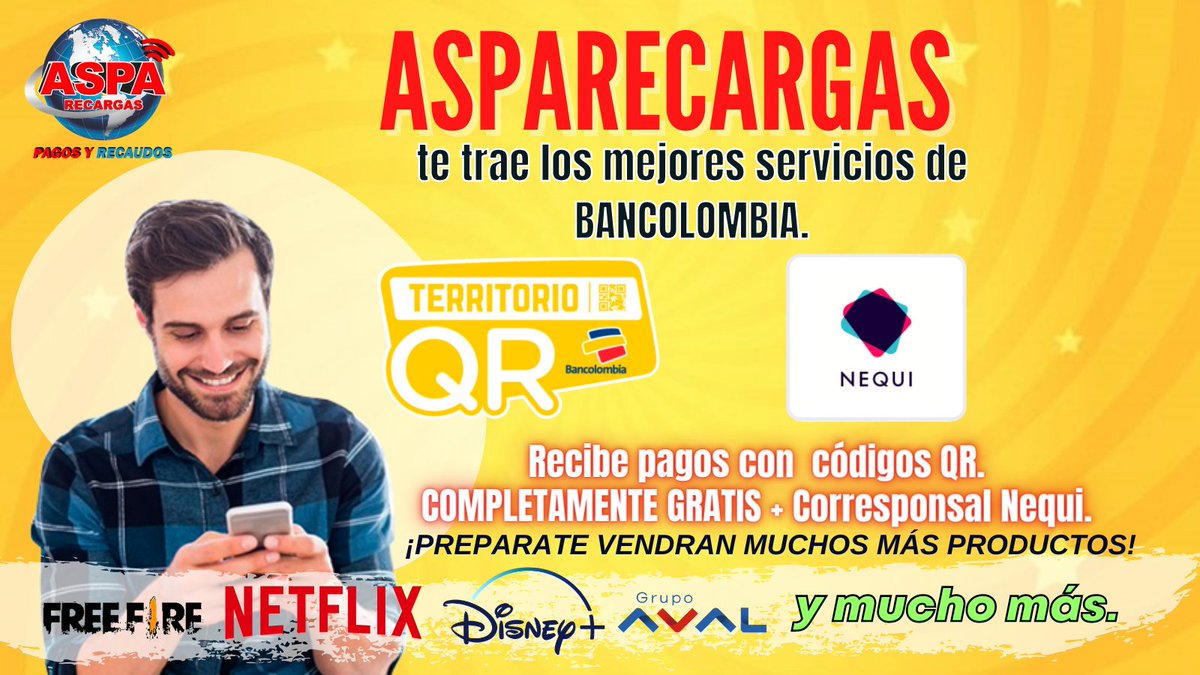 ASPA
RECARGAS
PAGOS Y RECAUDOS
ASPARECARGAS
te trae los mejores servicios de
BANCOLOMBIA.
TERRITORIO
QR
Bancolombia
NEQUI
Recibe pagos con códigos QR.
COMPLETAMENTE GRATIS + Corresponsal Nequi.
¡PREPARATE VENDRAN MUCHOS MÁS PRODUCTOS!
FREE FIRE
NETFLIX
Disney+
Grupo
AVAL
y mucho más.